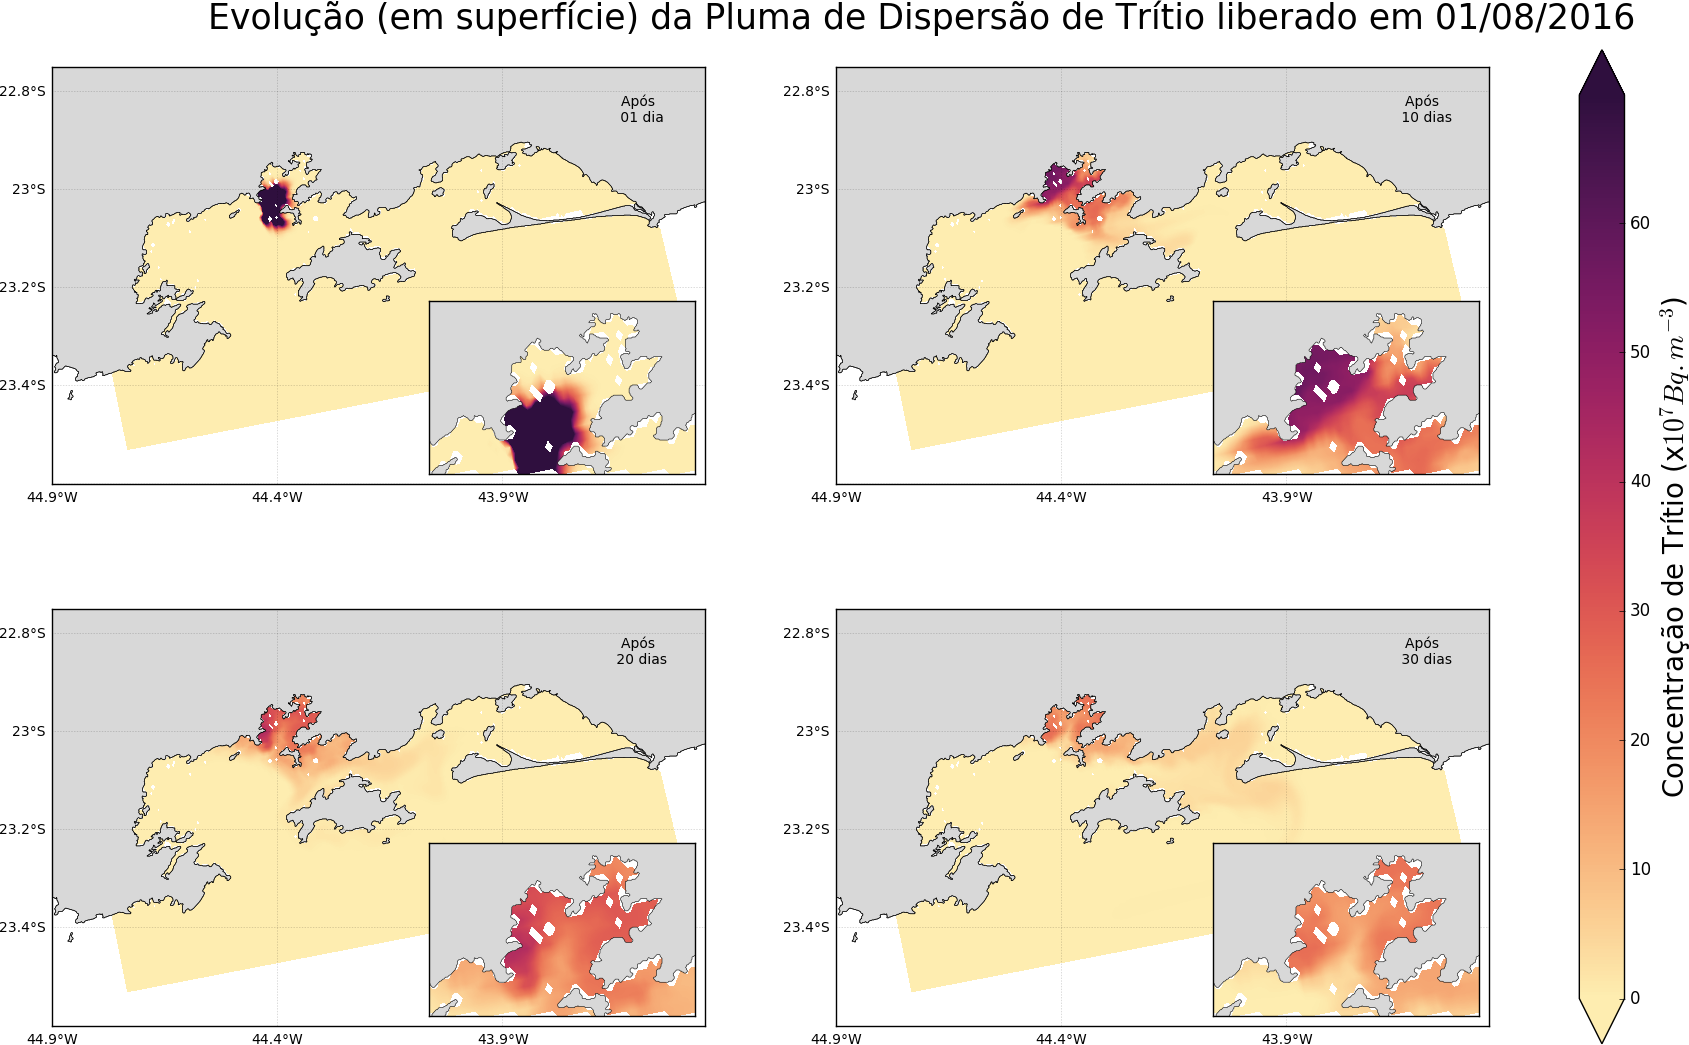 Evolução (em superfície) da Pluma de Dispersão de Trítio liberado em 01/08/2016
22.8°S
23°S
23.2°S
23.4°S
44.9°W
44.4°W
43.9°W
Após
01 dia
22.8°S
23°S
23.2°S
23.4°S
44.9°W
44.4°W
43.9°W
Após
10 dias
22.8°S
23°S
23.2°S
23.4°S
44.9°W
44.4°W
43.9°W
Após
20 dias
22.8°S
23°S
23.2°S
23.4°S
44.9°W
44.4°W
43.9°W
Após
30 dias
60
50
40
30
20
10
0
Concentração de Trítio (x10⁷ Bq.m⁻³)